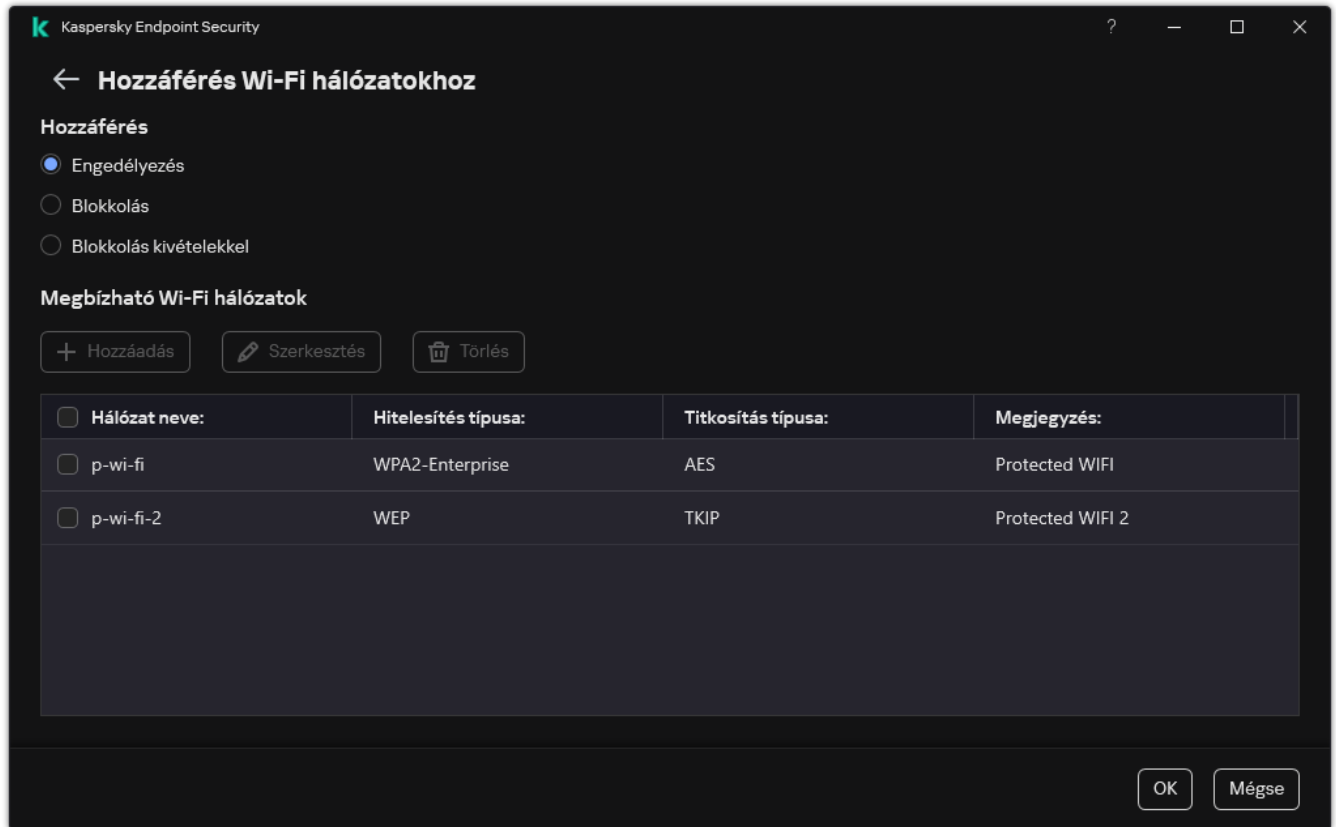 Kaspersky Endpoint Security ?
Hozzáférés Wi-Fi hálózatokhoz
Hozzáférés
Engedélyezés
Blokkolás
Blokkolás kivételekkel
Megbízható Wi-Fi hálózatok
Hozzáadás Szerkesztés Törlés
Hálózat neve: Hitelesítés típusa: Titkosítás típusa: Megjegyzés:
p-wi-fi WPA2-Enterprise AES Protected WIFI
p-wi-fi-2 WEP TKIP Protected WIFI 2
OK Mégse